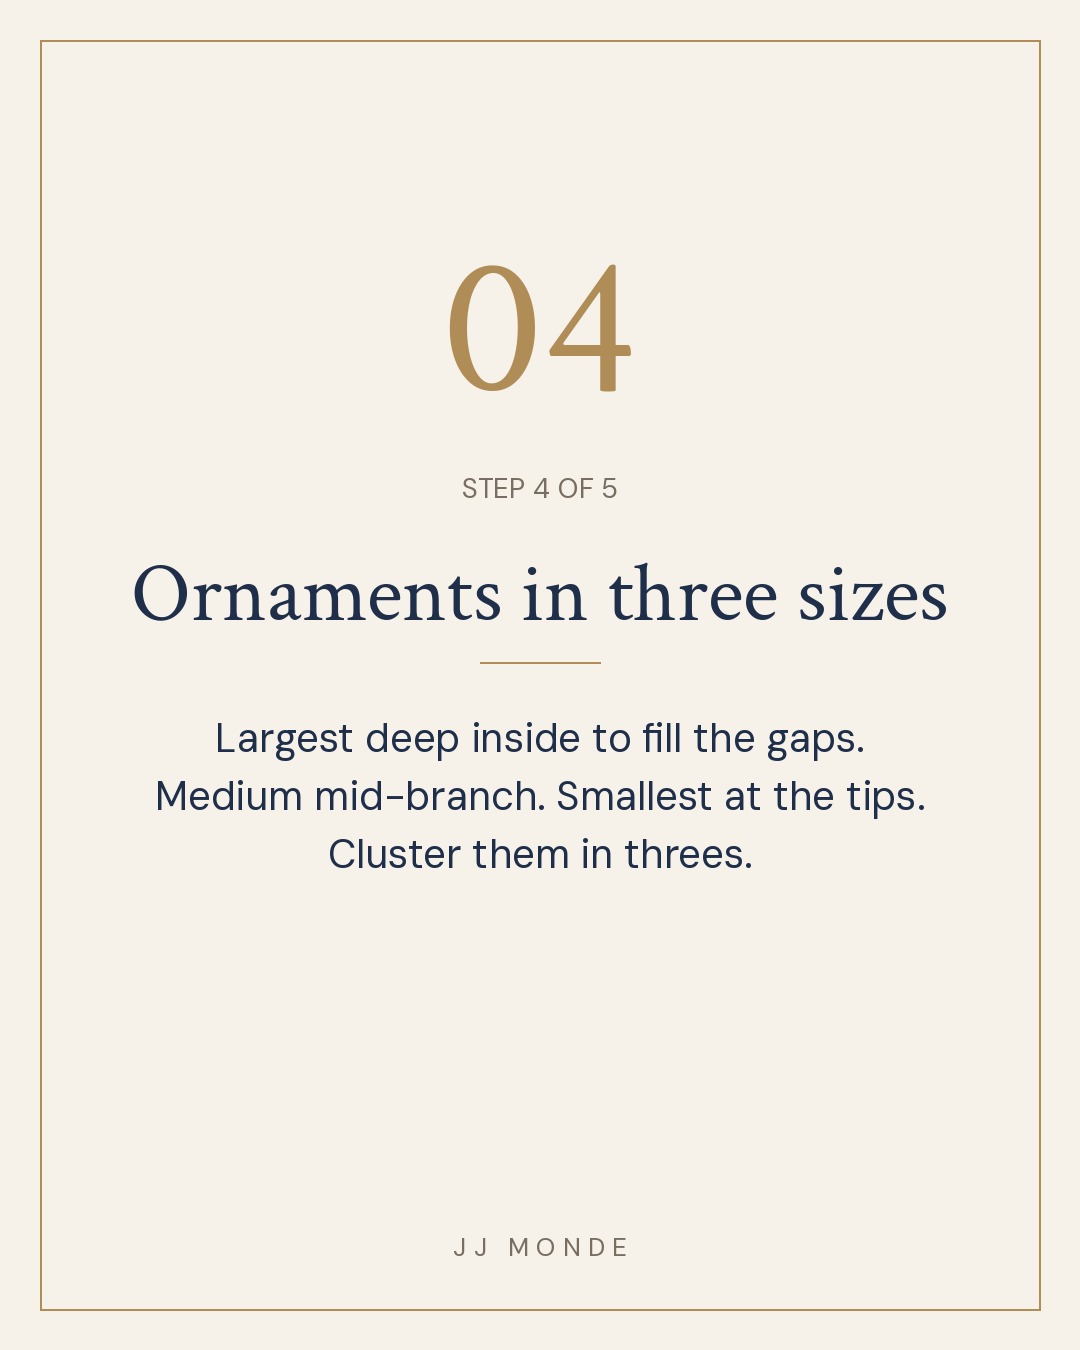 04
STEP 4 OF 5
Ornaments in three sizes
Largest deep inside to fill the gaps.
Medium mid-branch. Smallest at the tips.
Cluster them in threes.
JJ MONDE